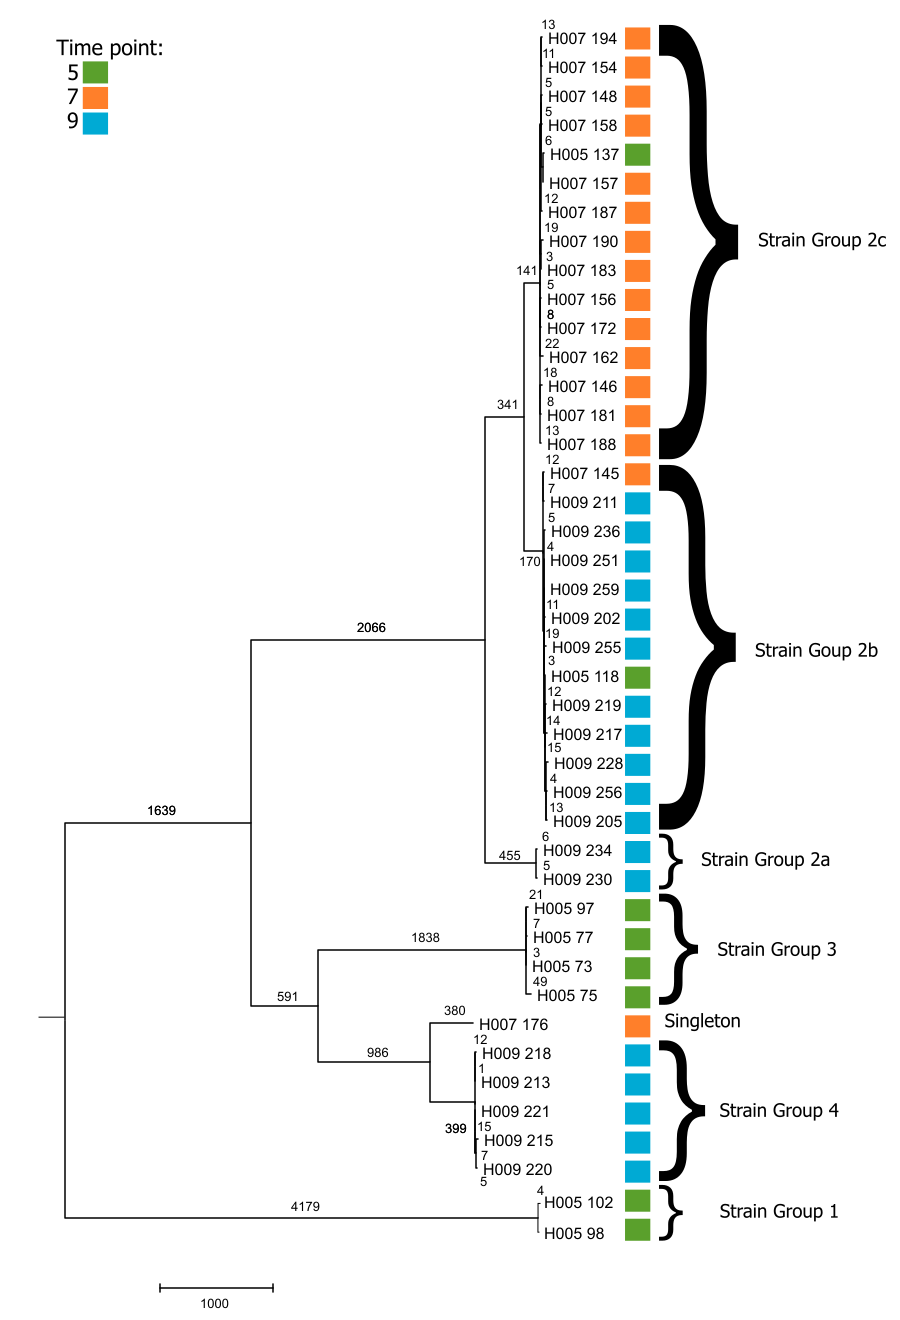 Time point:
5
7
9
13
H007 194
11
H007 154
5
H007 148
5
H007 158
6
H005 137
H007 157
12
H007 187
19
H007 190
3
H007 183
141
5
H007 156
8
H007 172
22
H007 162
18
H007 146
8
H007 181
13
H007 188
Strain Group 2c
341
12
H007 145
7
H009 211
5
H009 236
4
H009 251
170
H009 259
11
H009 202
19
H009 255
3
H005 118
12
H009 219
14
H009 217
15
H009 228
4
H009 256
13
H009 205
Strain Goup 2b
2066
1639
6
H009 234
455
5
H009 230
Strain Group 2a
21
H005 97
7
H005 77
1838
3
H005 73
49
H005 75
Strain Group 3
591
380
H007 176
Singleton
986
12
H009 218
1
H009 213
H009 221
399
15
H009 215
7
H009 220
5
Strain Group 4
4179
4
H005 102
H005 98
Strain Group 1
1000